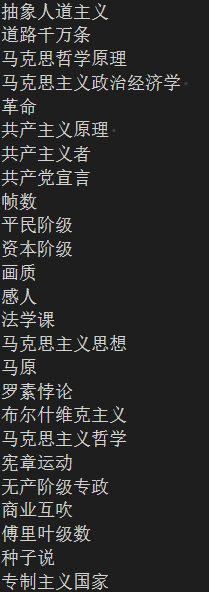 抽象人道主义
道路千万条
马克思哲学原理
马克思主义政治经济学
革命
共产主义原理
共产主义者
共产党宣言
帧数
平民阶级
资本阶级
画质
感人
法学课
马克思主义思想
马原
罗素悖论
布尔什维克主义
马克思主义哲学
宪章运动
无产阶级专政
商业互吹
傅里叶级数
种子说
专制主义国家